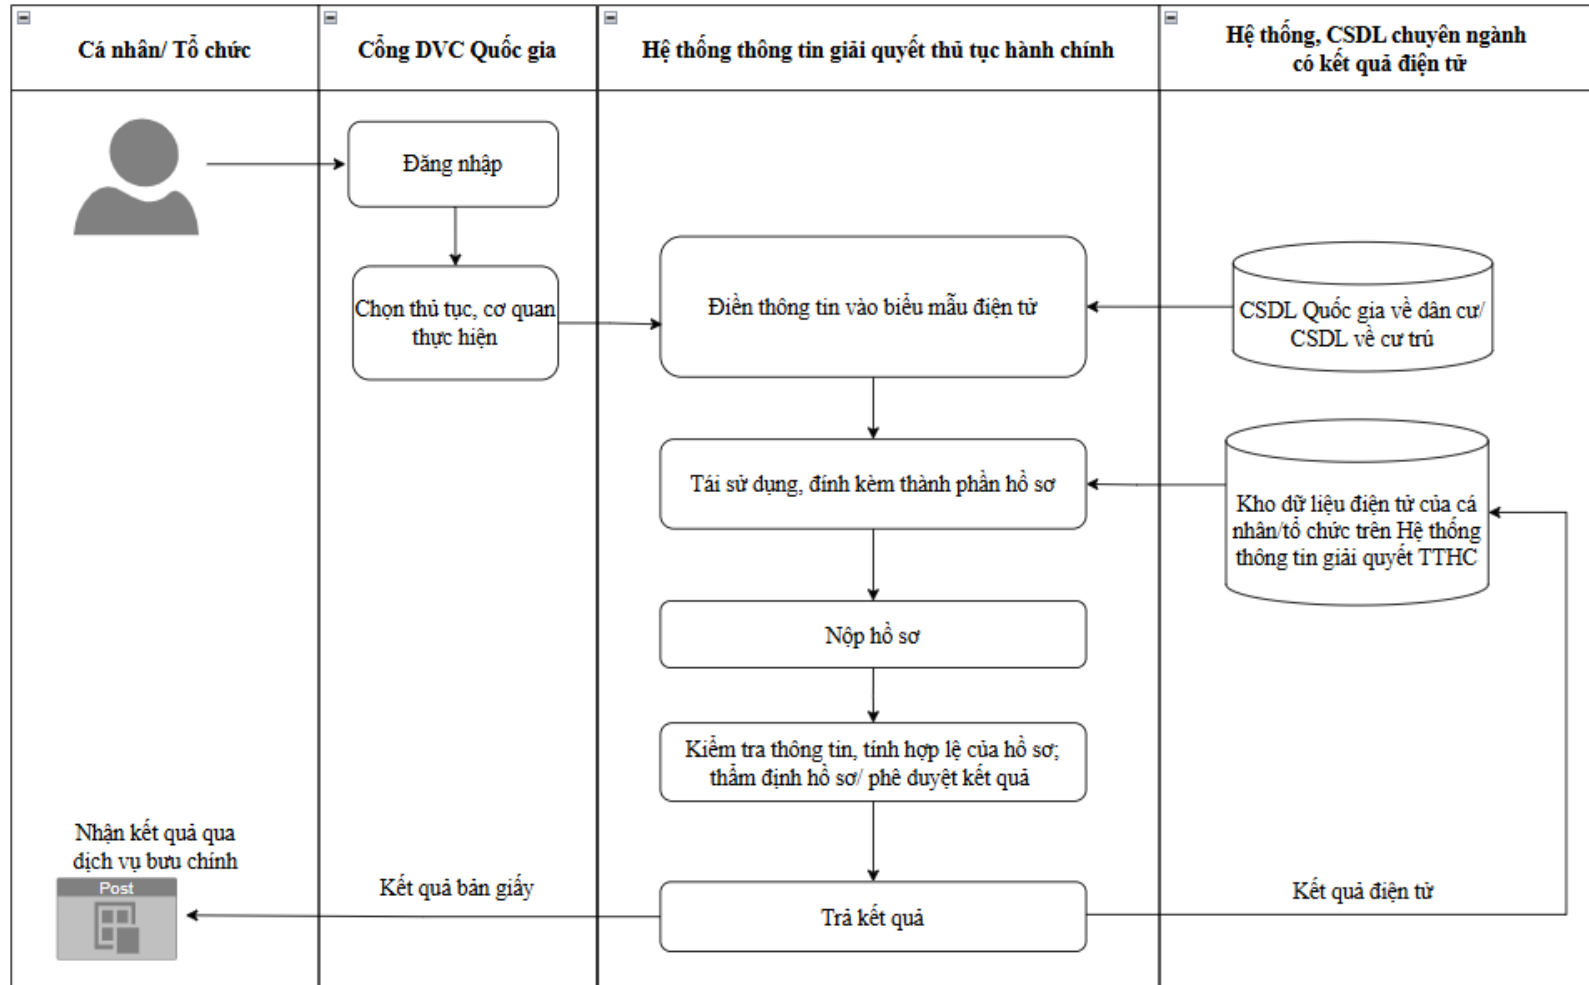 Cá nhân/ Tổ chức
Cổng DVC Quốc gia
Hệ thống thông tin giải quyết thủ tục hành chính
Hệ thống, CSDL chuyên ngành
có kết quả điện tử
Đăng nhập
Chọn thủ tục, cơ quan
thực hiện
Điền thông tin vào biểu mẫu điện tử
CSDL Quốc gia về dân cư/
CSDL về cư trú
Tái sử dụng, đính kèm thành phần hồ sơ
Kho dữ liệu điện tử của cá
nhân/tổ chức trên Hệ thống
thông tin giải quyết TTHC
Nộp hồ sơ
Kiểm tra thông tin, tính hợp lệ của hồ sơ;
thẩm định hồ sơ/ phê duyệt kết quả
Nhận kết quả qua
dịch vụ bưu chính
Post
Kết quả bản giấy
Trả kết quả
Kết quả điện tử